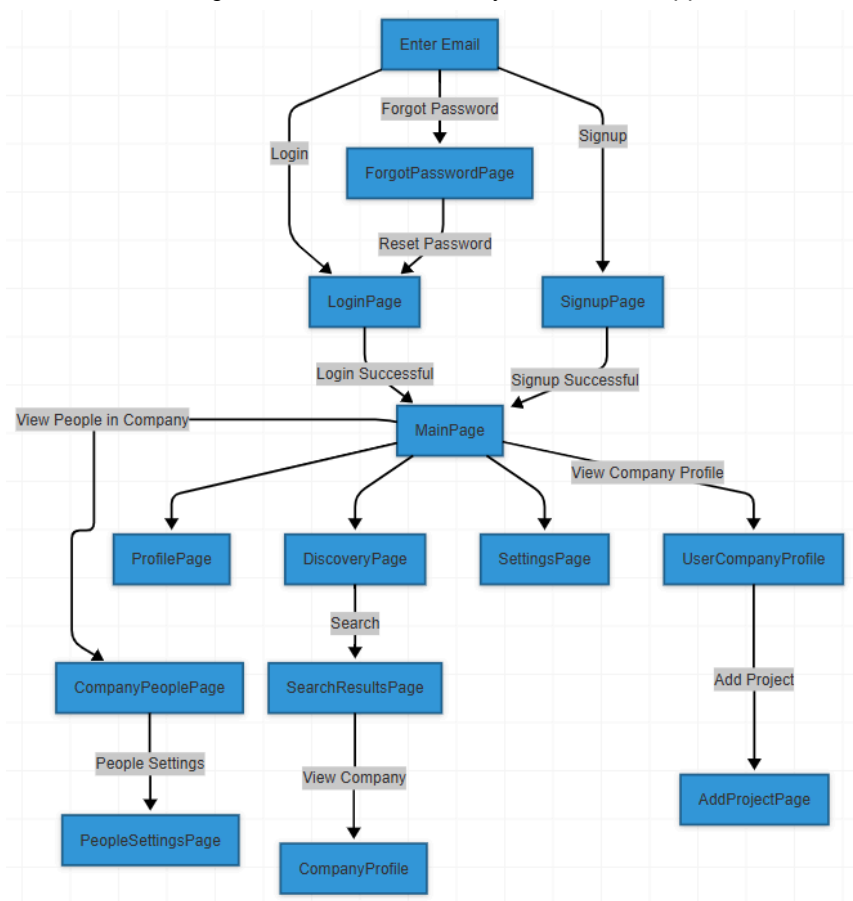 Enter Email
Forgot Password
Signup
Login
ForgotPasswordPage
Reset Password
LoginPage
SignupPage
Login Successful
Signup Successful
View People in Company
MainPage
View Company Profile
ProfilePage
DiscoveryPage
SettingsPage
UserCompanyProfile
Search
CompanyPeoplePage
SearchResultsPage
Add Project
People Settings
View Company
AddProjectPage
PeopleSettingsPage
CompanyProfile